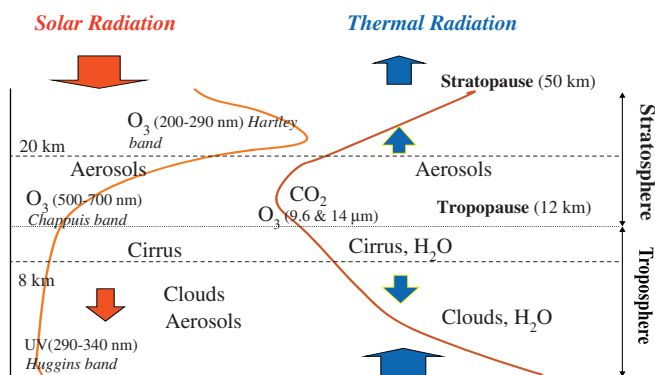 Solar Radiation
Thermal Radiation
Stratopause (50 km)
O3 (200-290 nm) Hartley
band
20 km
Aerosols
Aerosols
O3 (500-700 nm)
Chappuis band
CO2
O3 (9.6 & 14 μm)
Tropopause (12 km)
Stratosphere
Cirrus
Cirrus, H2O
8 km
Clouds
Aerosols
Clouds, H2O
UV(290-340 nm)
Huggins band
Troposphere